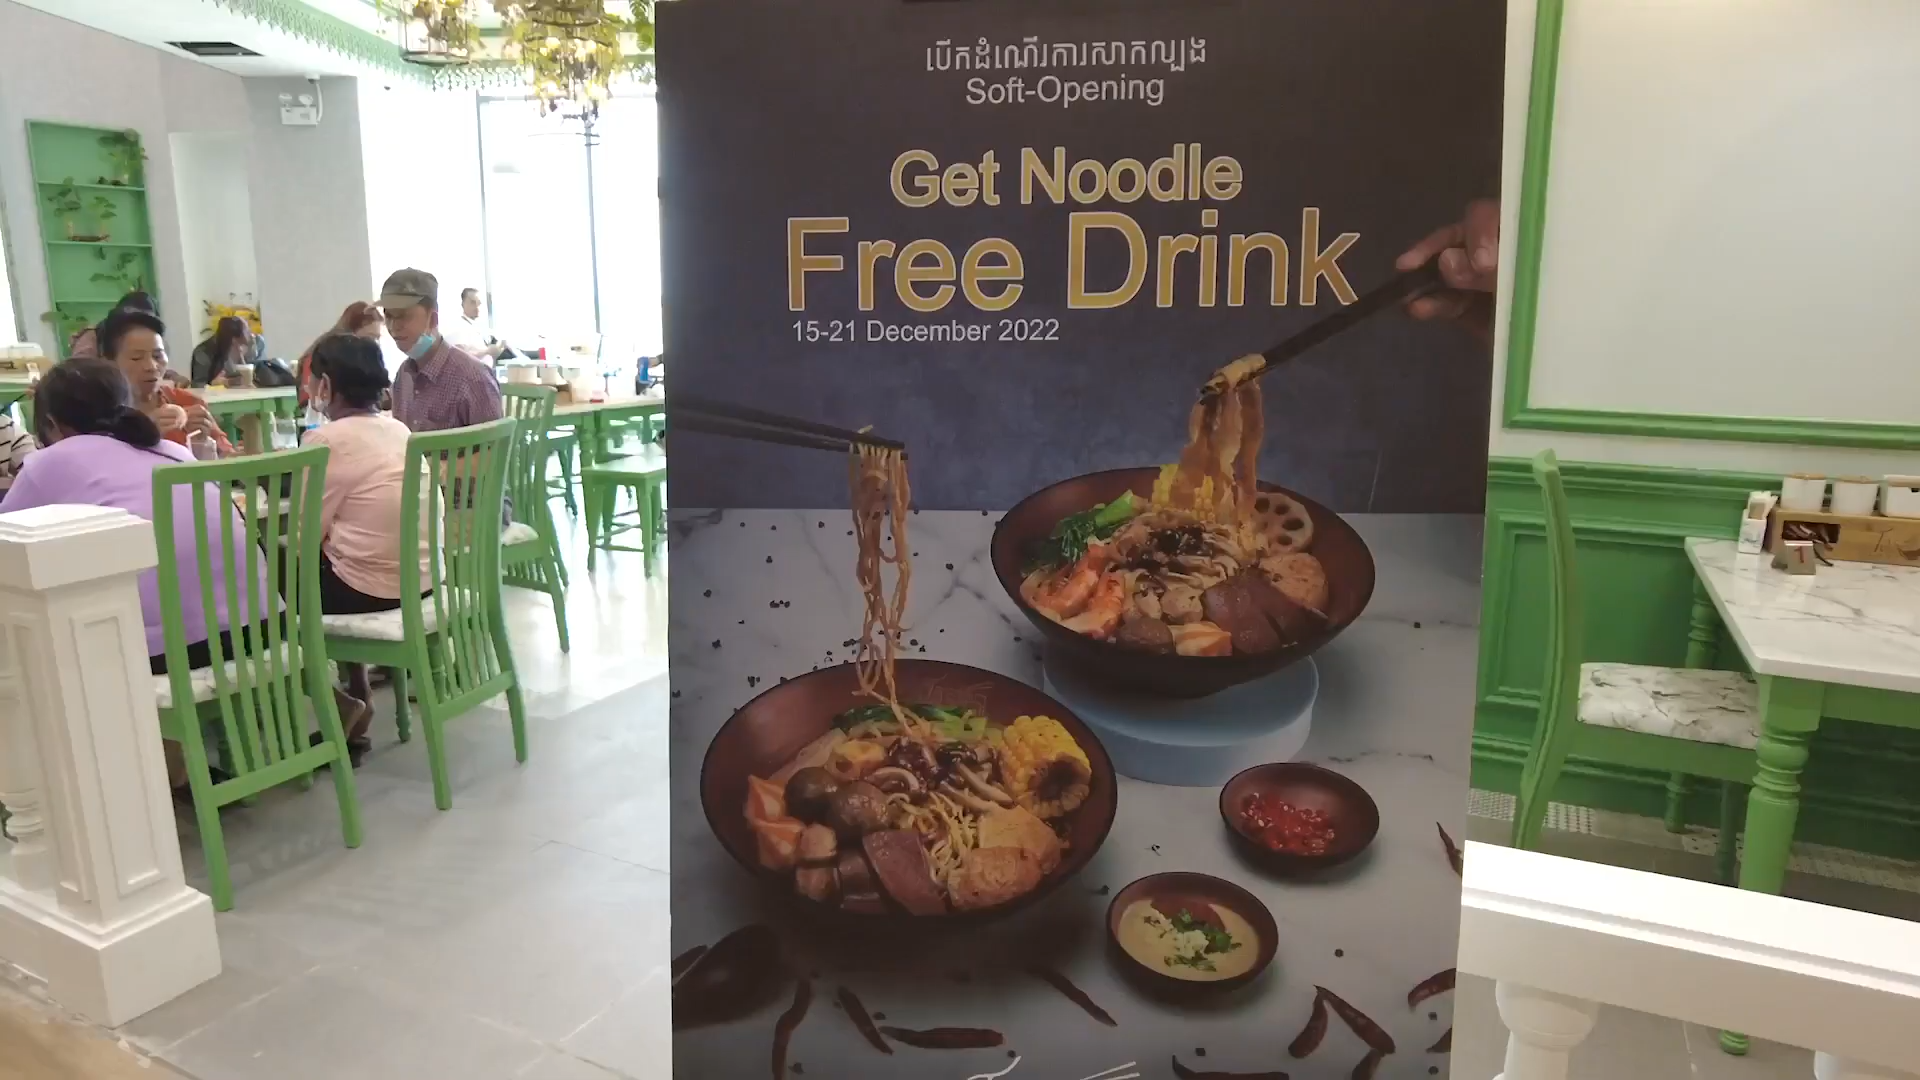 បើកដំណើរការសាកល្បង
Soft-Opening
Get Noodle
Free Drink
15-21 December 2022
1